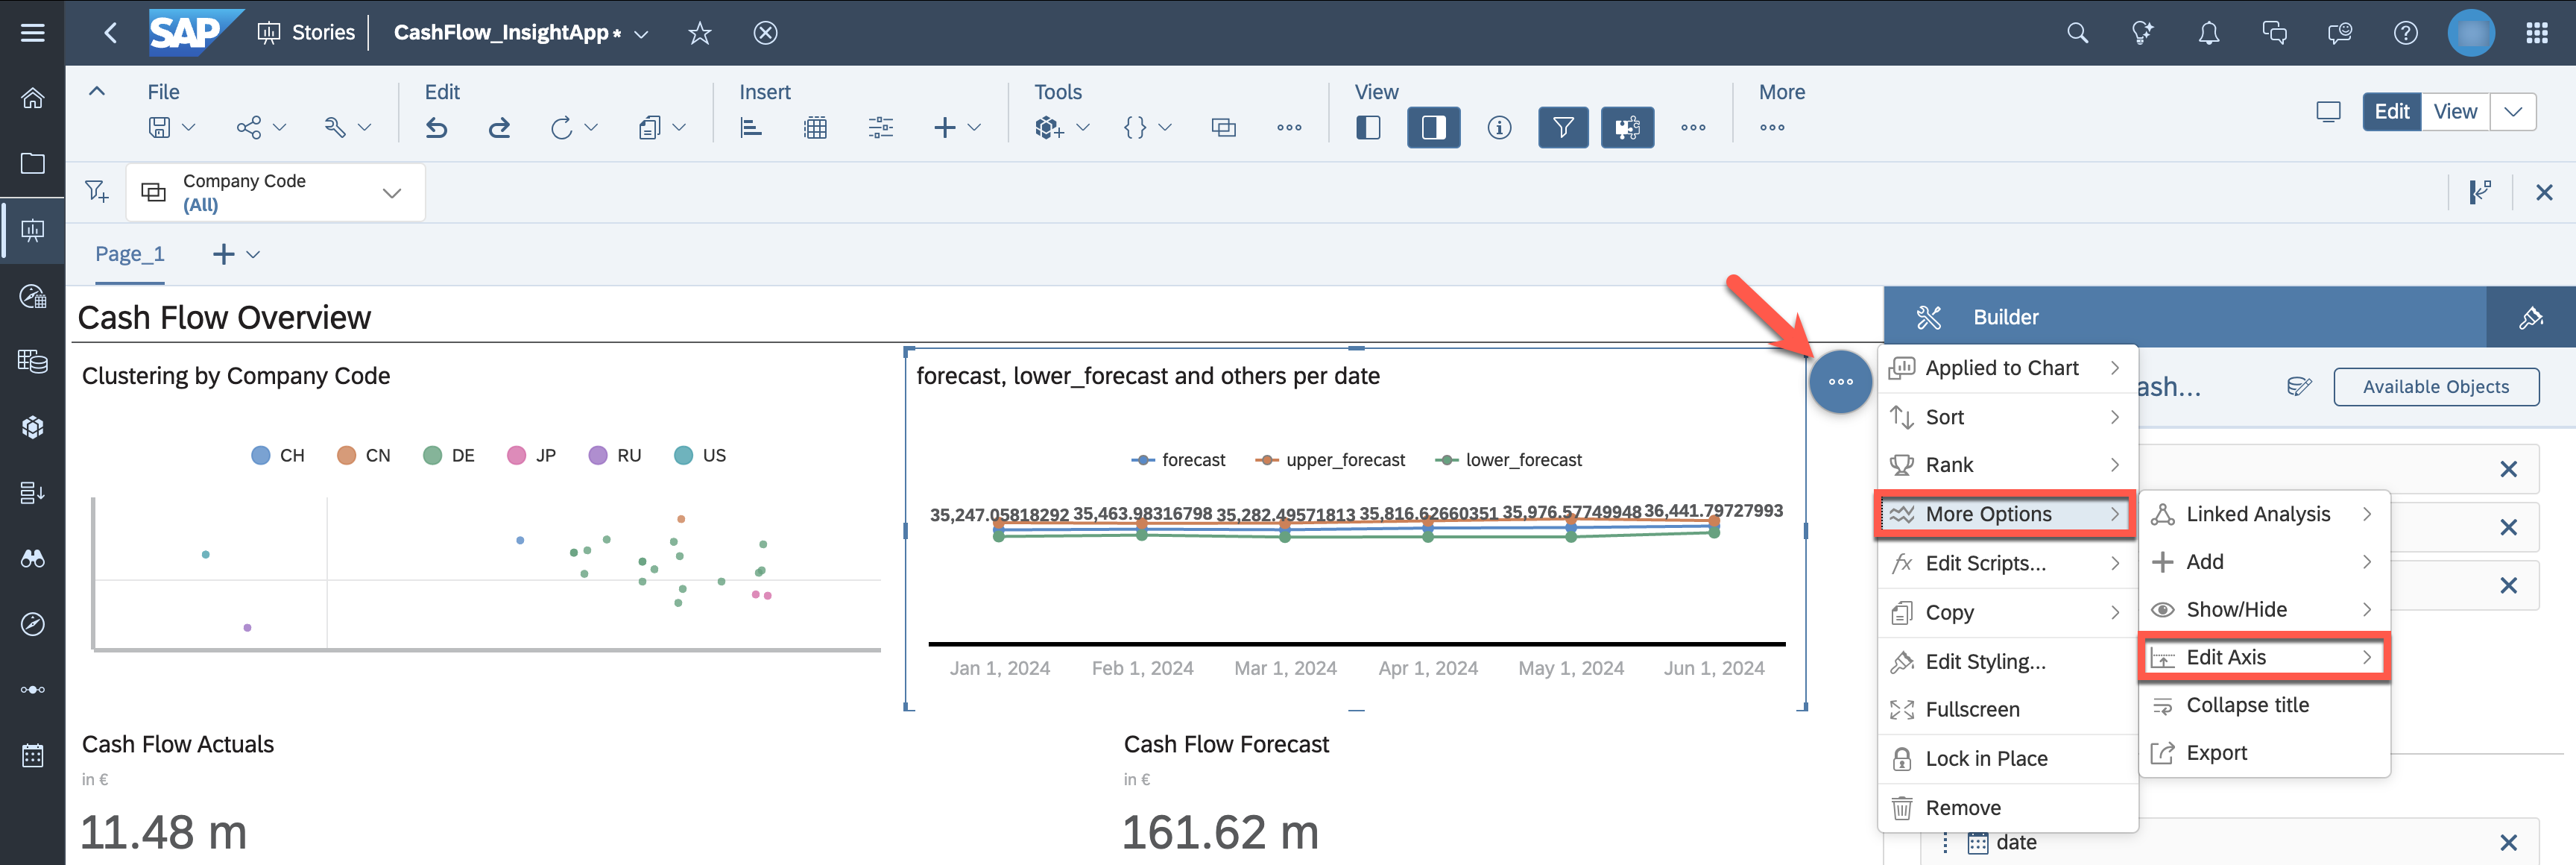 SAP Stories CashFlow_InsightApp*
File Edit Insert Tools View More
Edit View
Company Code
(All)
Page_1
Cash Flow Overview
Builder
Clustering by Company Code
CH CN DE JP RU US
forecast, lower_forecast and others per date
forecast upper_forecast lower_forecast
35,247.05818292 35,463.98316798 35,282.49571813 35,816.62660351 35,976.57749948 36,441.79727993
Jan 1, 2024 Feb 1, 2024 Mar 1, 2024 Apr 1, 2024 May 1, 2024 Jun 1, 2024
Applied to Chart
Sort
Rank
More Options
Edit Scripts...
Copy
Edit Styling...
Fullscreen
Lock in Place
Remove
ash...
Available Objects
Linked Analysis
Add
Show/Hide
Edit Axis
Collapse title
Export
date
Cash Flow Actuals
in €
11.48 m
Cash Flow Forecast
in €
161.62 m